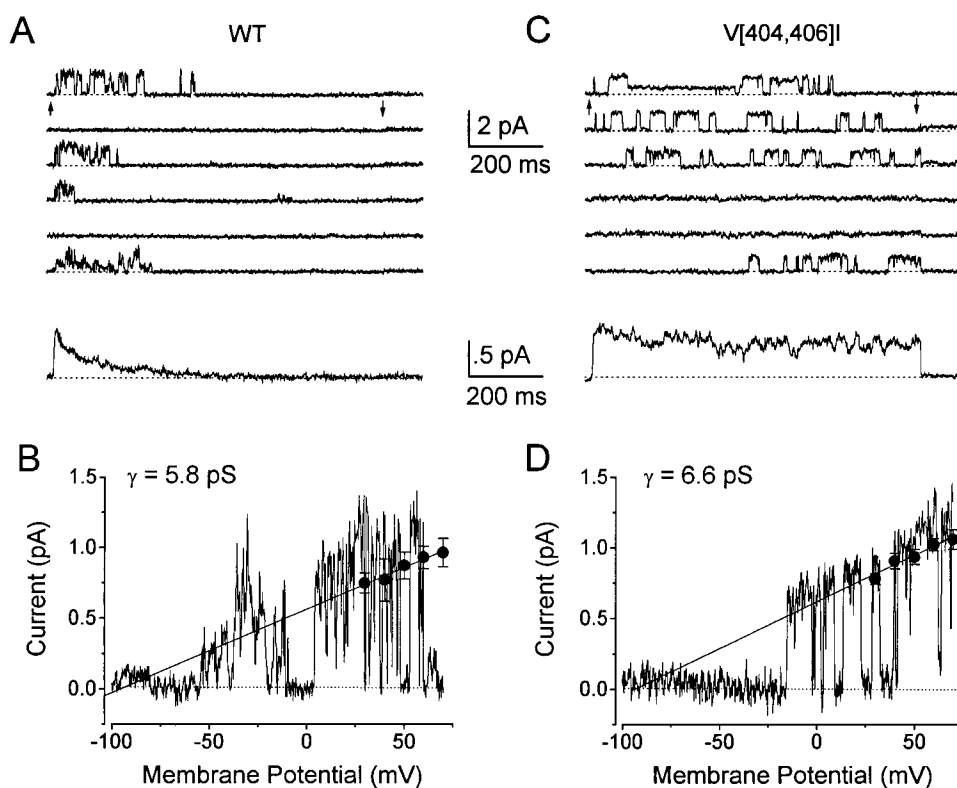 A
WT
C
V[404,406]I
2 pA
200 ms
.5 pA
200 ms
B
γ = 5.8 pS
1.5
1.0
0.5
0.0
Current (pA)
-100
-50
0
50
Membrane Potential (mV)
D
γ = 6.6 pS
1.5
1.0
0.5
0.0
Current (pA)
-100
-50
0
50
Membrane Potential (mV)